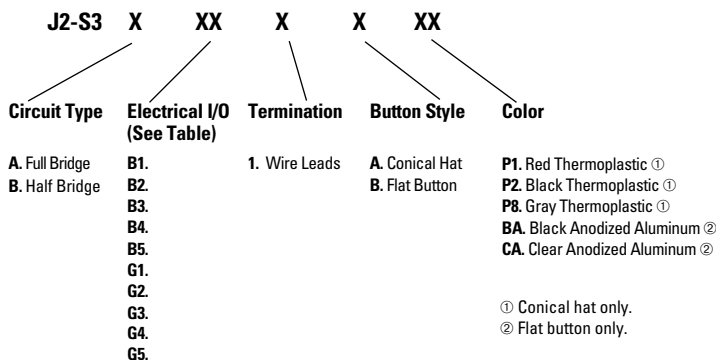 J2-S3 X XX X X XX
Circuit Type
A. Full Bridge
B. Half Bridge
Electrical I/O
(See Table)
B1.
B2.
B3.
B4.
B5.
G1.
G2.
G3.
G4.
G5.
Termination
1. Wire Leads
Button Style
A. Conical Hat
B. Flat Button
Color
P1. Red Thermoplastic ①
P2. Black Thermoplastic ①
P8. Gray Thermoplastic ①
BA. Black Anodized Aluminum ②
CA. Clear Anodized Aluminum ②
① Conical hat only.
② Flat button only.